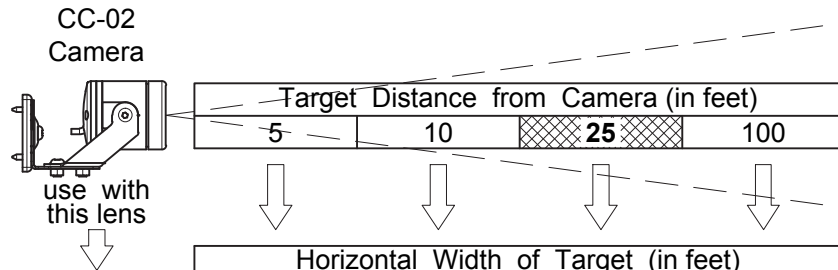 CC-02
Camera
Target Distance from Camera (in feet)
5 10 25 100
use with
this lens
Horizontal Width of Target (in feet)